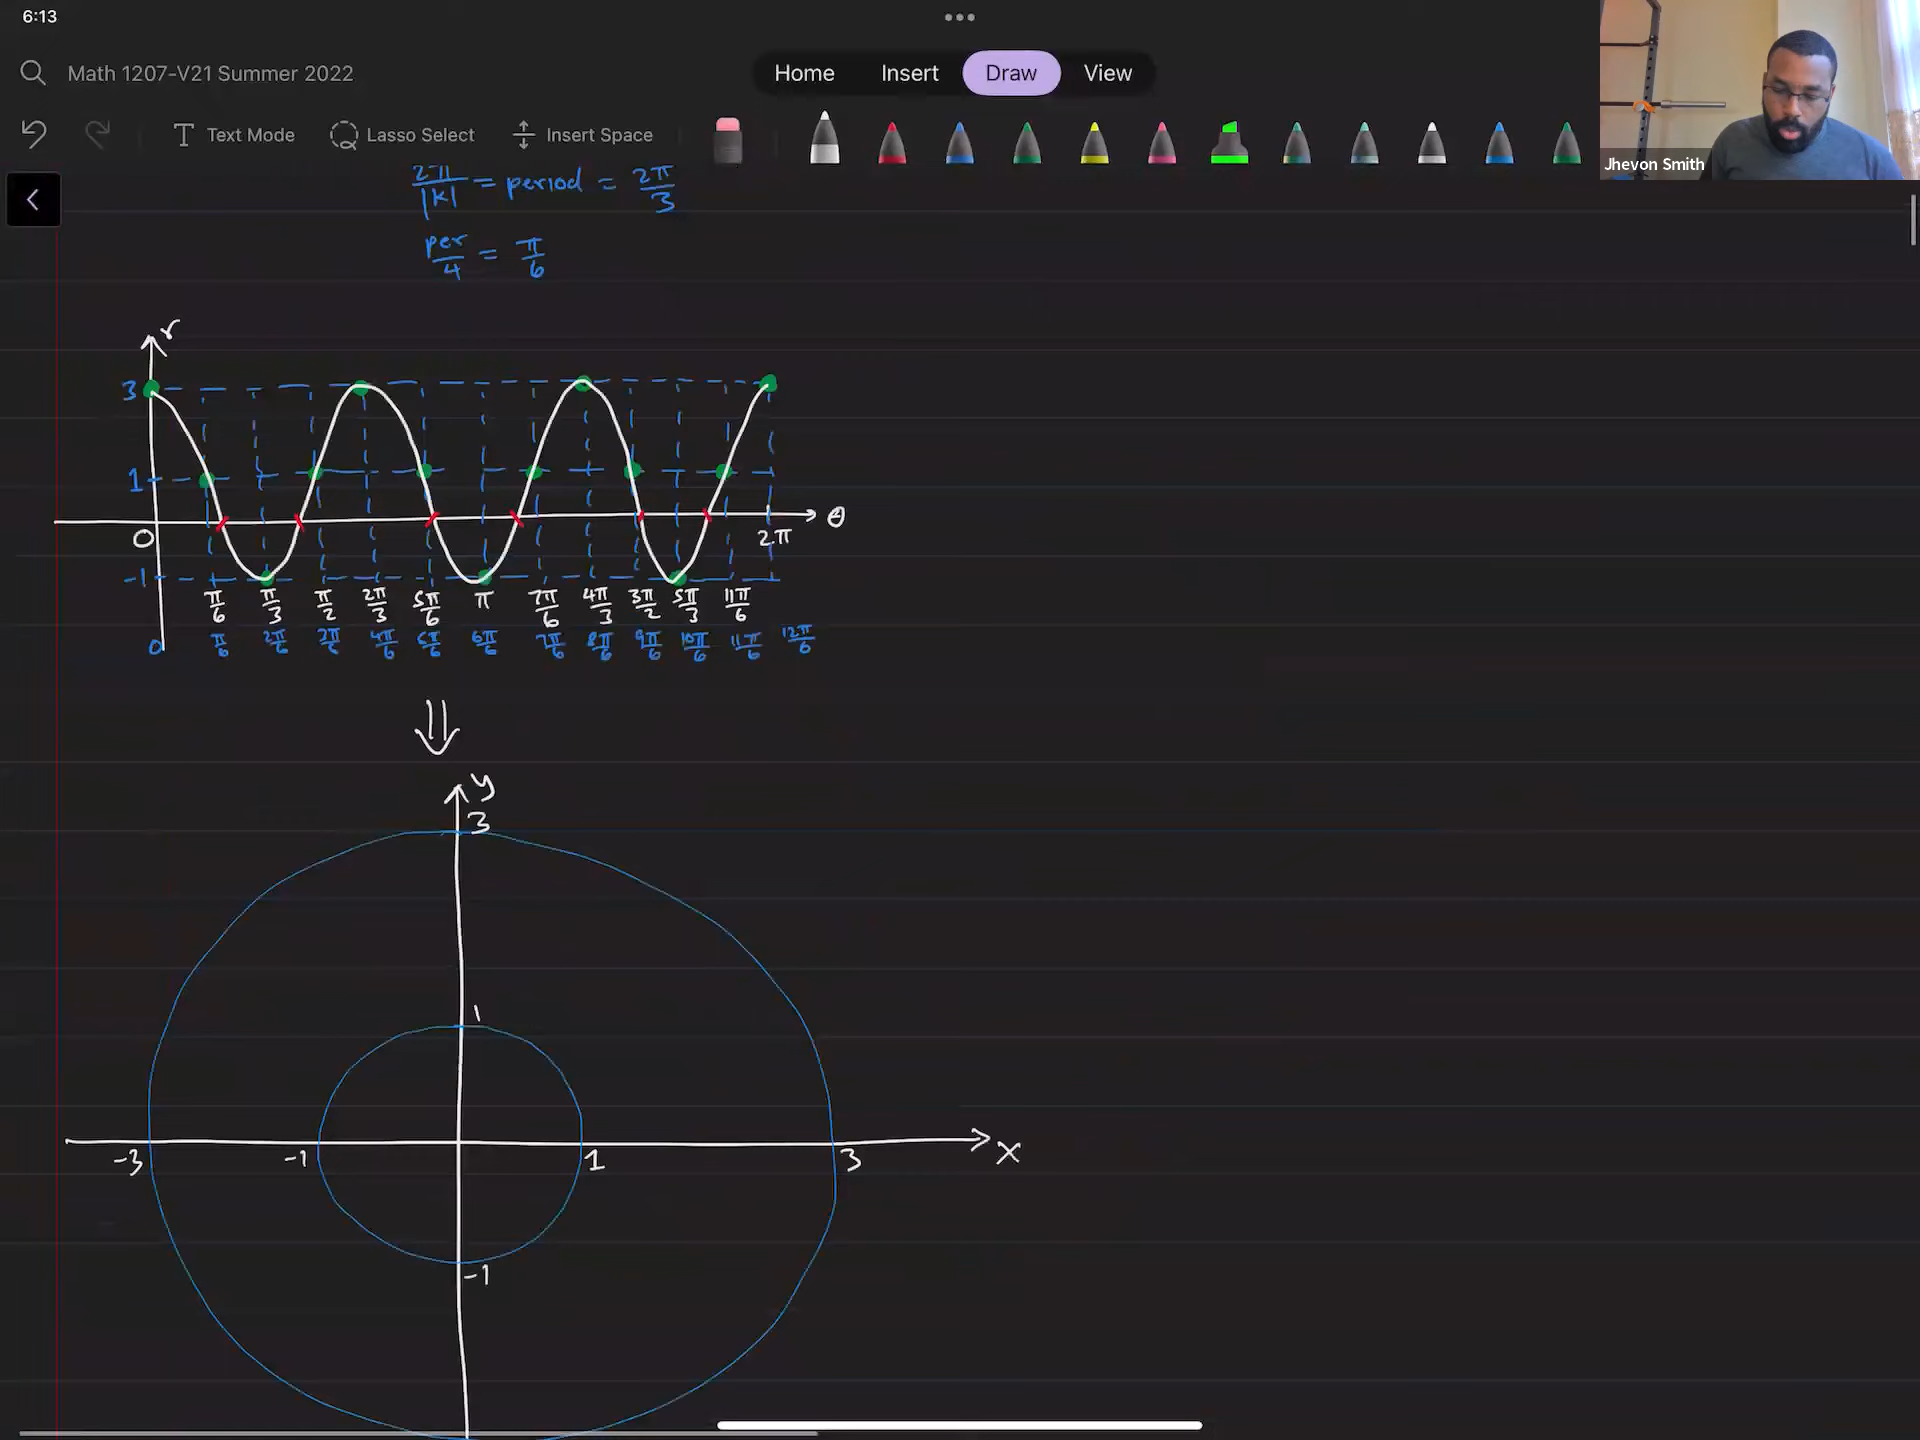 6:13
Math 1207-V21 Summer 2022
Home Insert Draw View
Text Mode Lasso Select Insert Space
Jhevon Smith
2π/|k| = period = 2π/3
per/4 = π/6
r
3
1
0
-1
θ
2π
π/6 π/3 π/2 2π/3 5π/6 π 7π/6 4π/3 3π/2 5π/3 11π/6
0 π/6 2π/6 3π/6 4π/6 5π/6 6π/6 7π/6 8π/6 9π/6 10π/6 11π/6 12π/6
⇓
y
3
1
-3 -1 1 3 x
-1